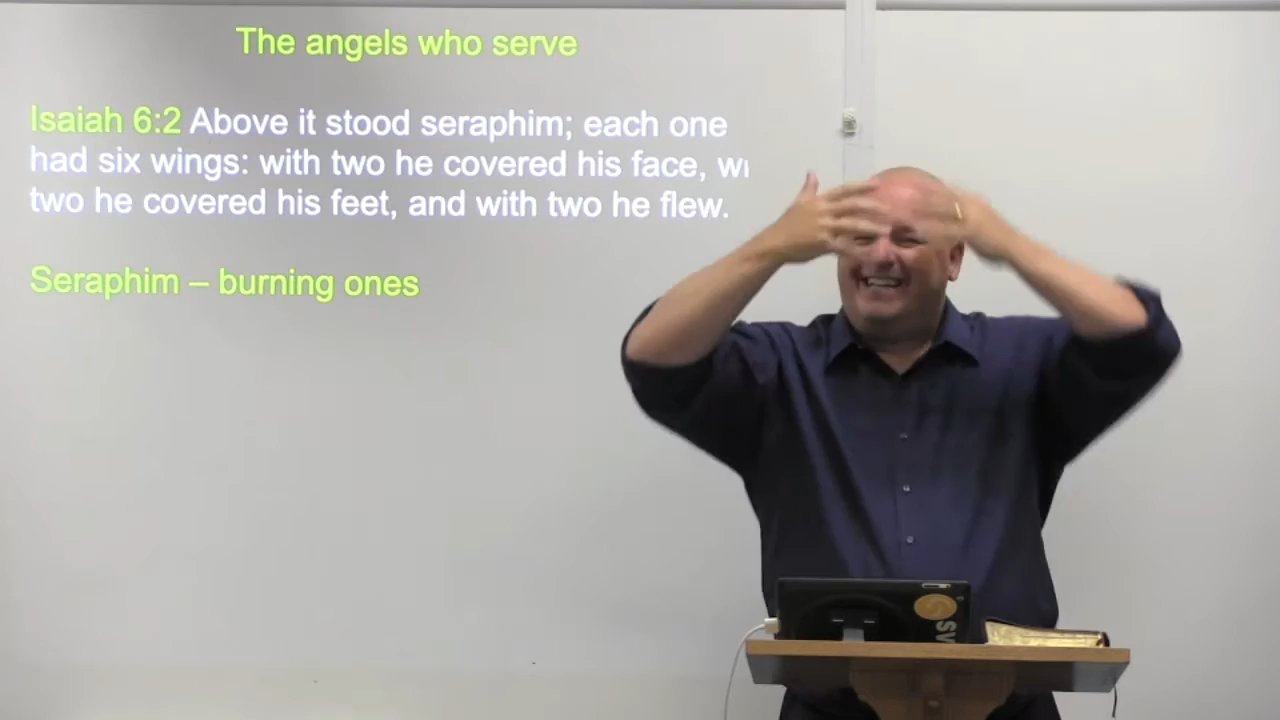 The angels who serve
Isaiah 6:2 Above it stood seraphim; each one
had six wings: with two he covered his face,
two he covered his feet, and with two he flew.
Seraphim – burning ones
SV